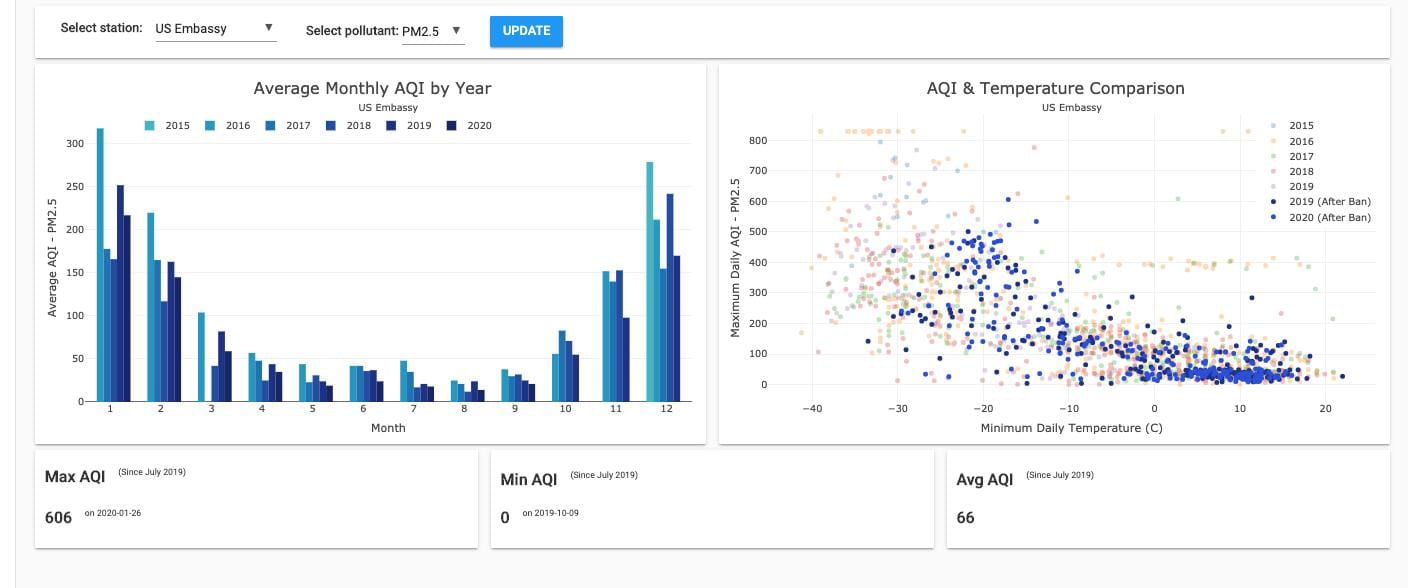 Select station: US Embassy ▼ Select pollutant: PM2.5 ▼ UPDATE
Average Monthly AQI by Year
US Embassy
2015 2016 2017 2018 2019 2020
Average AQI - PM2.5
300
250
200
150
100
50
0
1 2 3 4 5 6 7 8 9 10 11 12
Month
AQI & Temperature Comparison
US Embassy
2015
2016
2017
2018
2019
2019 (After Ban)
2020 (After Ban)
Maximum Daily AQI - PM2.5
800
700
600
500
400
300
200
100
0
−40 −30 −20 −10 0 10 20
Minimum Daily Temperature (C)
Max AQI (Since July 2019)
606 on 2020-01-26
Min AQI (Since July 2019)
0 on 2019-10-09
Avg AQI (Since July 2019)
66